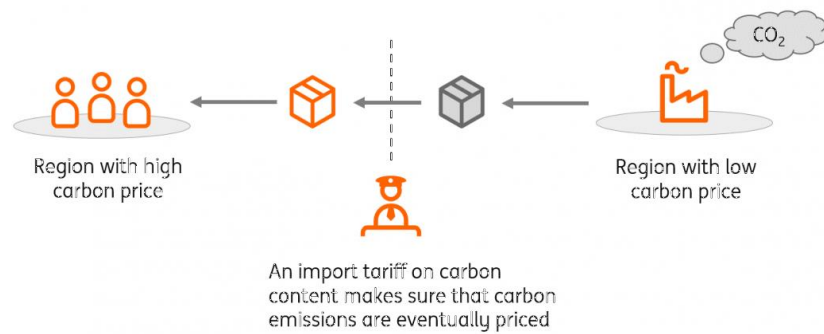 CO₂
Region with high
carbon price
Region with low
carbon price
An import tariff on carbon
content makes sure that carbon
emissions are eventually priced